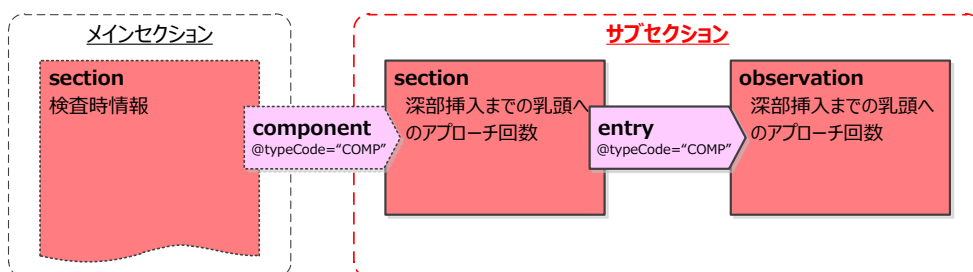 メインセクション
サブセクション
section
検査時情報
component
@typeCode=“COMP”
section
深部挿入までの乳頭へ
のアプローチ回数
entry
@typeCode=“COMP”
observation
深部挿入までの乳頭へ
のアプローチ回数